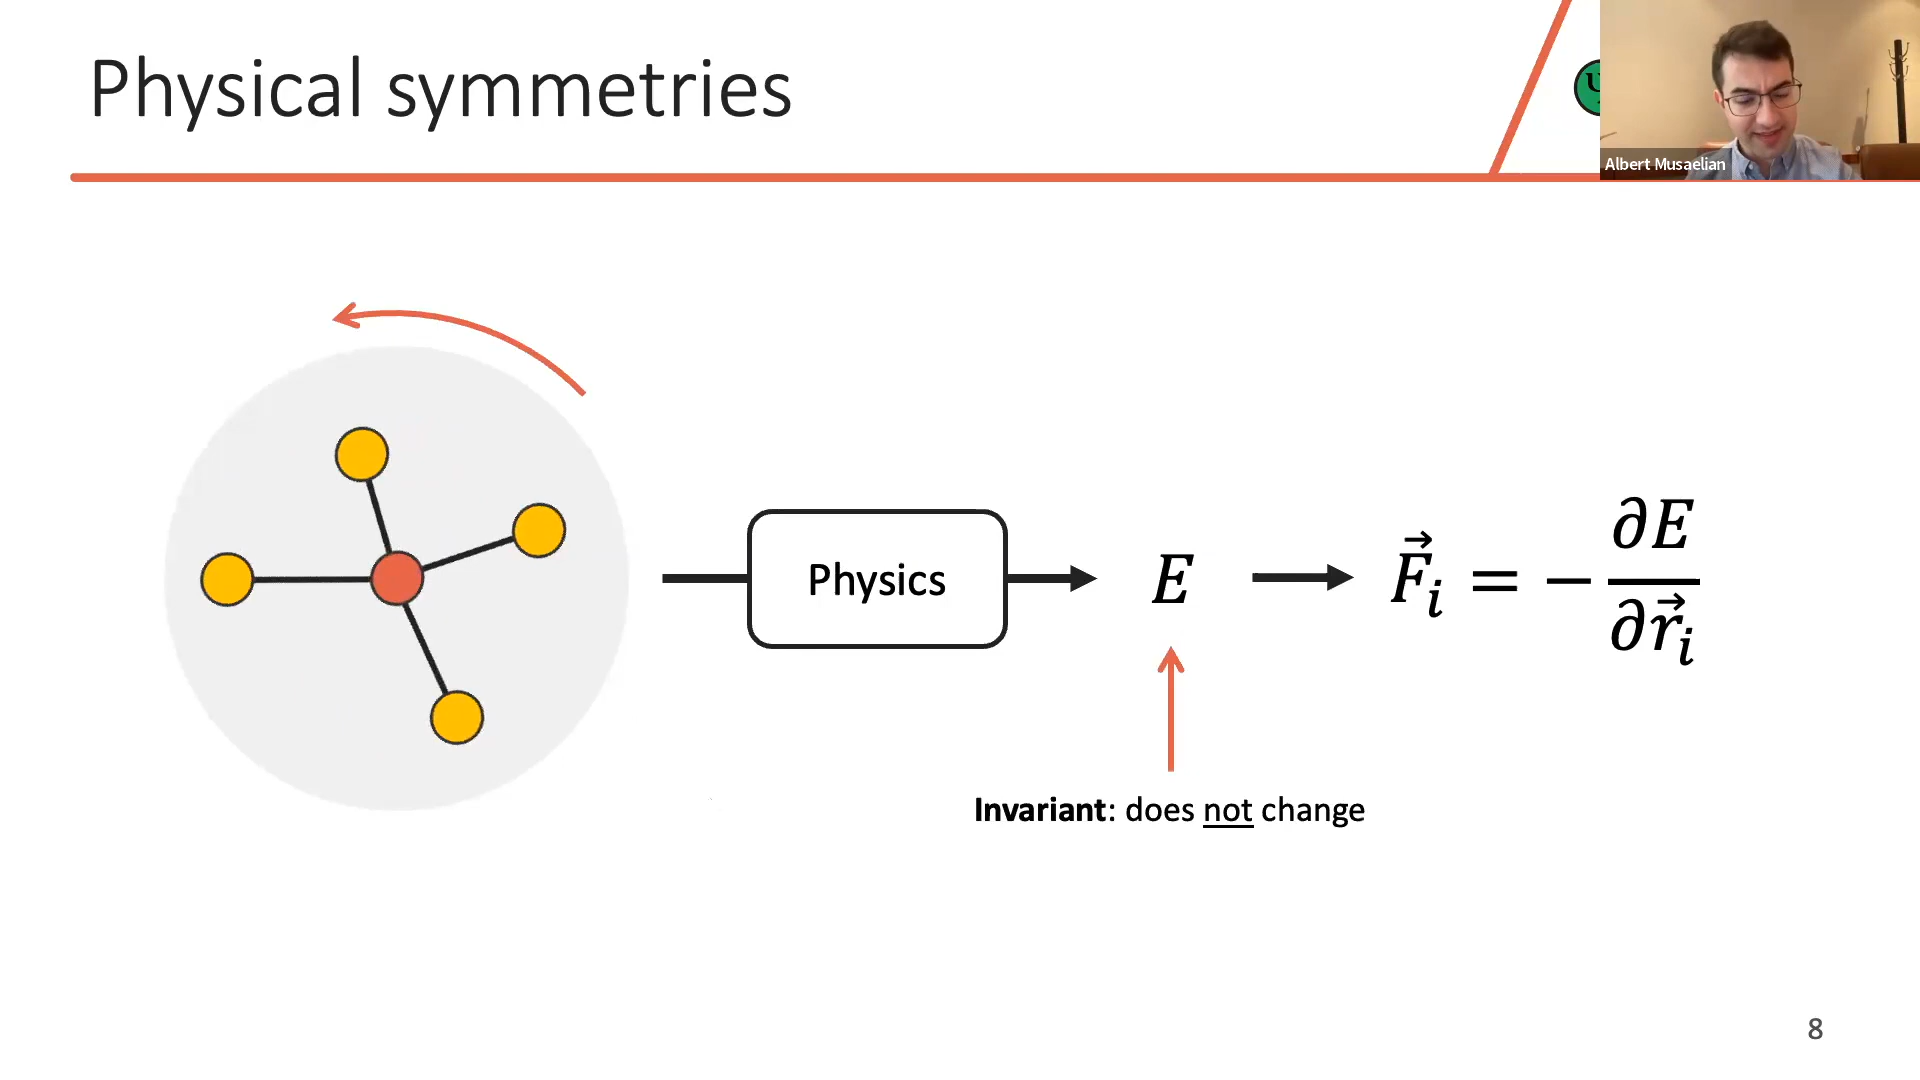 Physical symmetries
Albert Musaelian
Physics
E
F⃗ᵢ = − ∂E / ∂r⃗ᵢ
Invariant: does not change
8